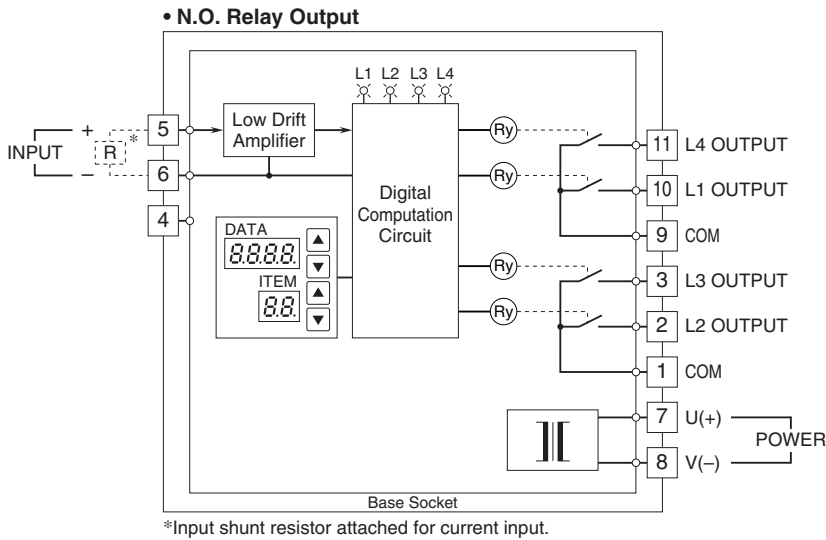 • N.O. Relay Output
L1 L2 L3 L4
5
Low Drift
Amplifier
Ry
11 L4 OUTPUT
INPUT
+
–
R
*
6
Ry
10 L1 OUTPUT
4
Digital
Computation
Circuit
9 COM
DATA
8.8.8.8.
▲
▼
ITEM
8.8.
▲
▼
Ry
3 L3 OUTPUT
Ry
2 L2 OUTPUT
1 COM
7 U(+)
POWER
8 V(–)
Base Socket
*Input shunt resistor attached for current input.